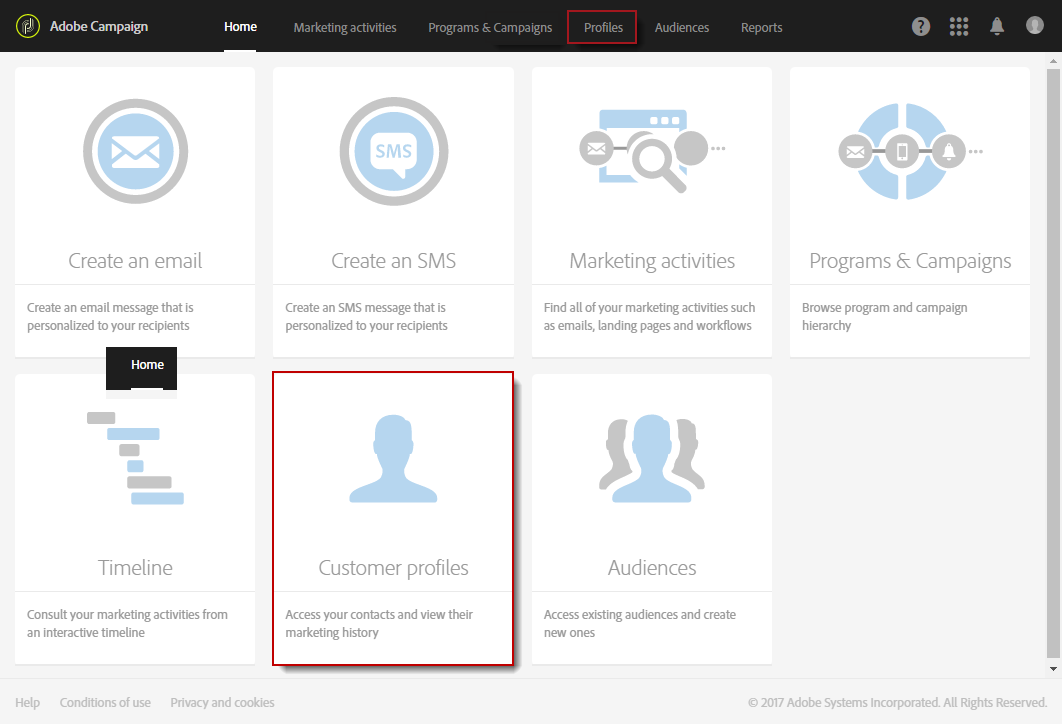 Adobe Campaign
Home
Marketing activities
Programs & Campaigns
Profiles
Audiences
Reports
?
SMS
Create an email
Create an SMS
Marketing activities
Programs & Campaigns
Create an email message that is
personalized to your recipients
Create an SMS message that is
personalized to your recipients
Find all of your marketing activities such
as emails, landing pages and workflows
Browse program and campaign
hierarchy
Home
Timeline
Customer profiles
Audiences
Consult your marketing activities from
an interactive timeline
Access your contacts and view their
marketing history
Access existing audiences and create
new ones
Help
Conditions of use
Privacy and cookies
© 2017 Adobe Systems Incorporated. All Rights Reserved.